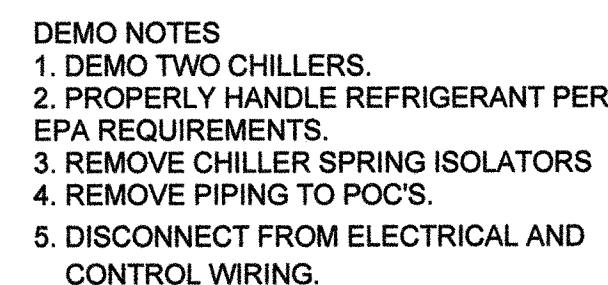 DEMO NOTES
1. DEMO TWO CHILLERS.
2. PROPERLY HANDLE REFRIGERANT PER
EPA REQUIREMENTS.
3. REMOVE CHILLER SPRING ISOLATORS
4. REMOVE PIPING TO POC'S.
5. DISCONNECT FROM ELECTRICAL AND
CONTROL WIRING.